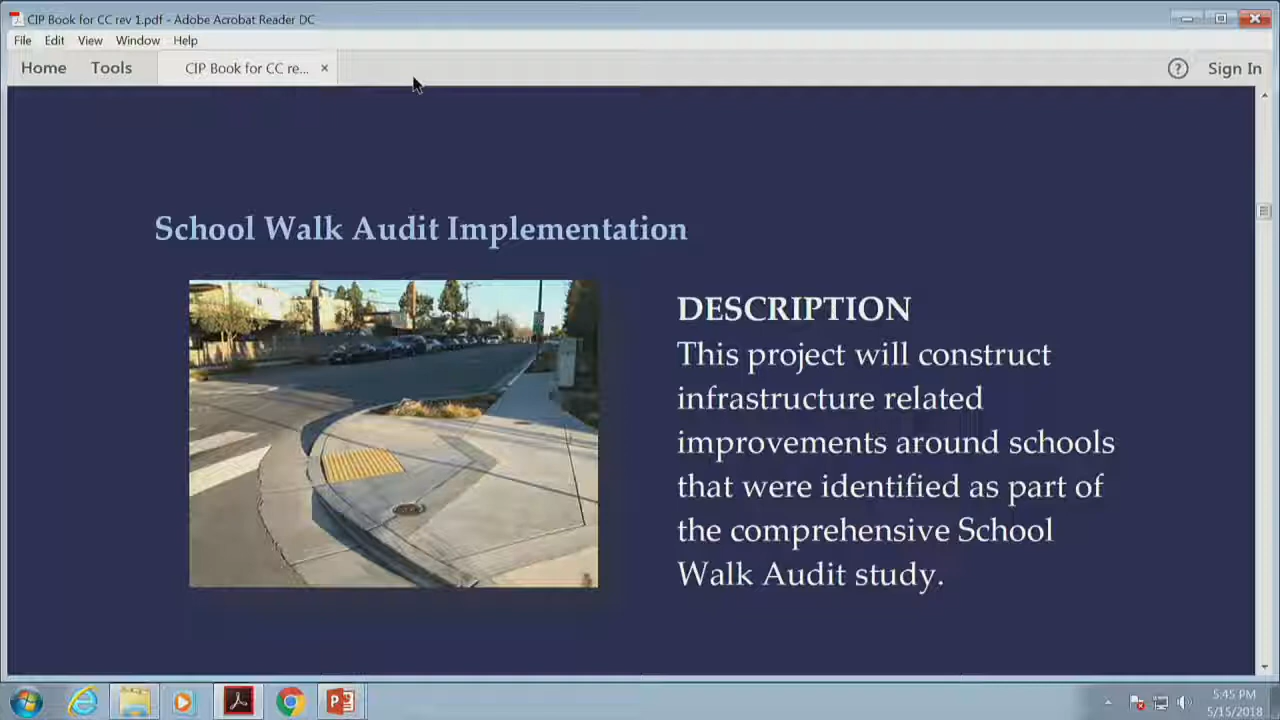 CIP Book for CC rev 1.pdf - Adobe Acrobat Reader DC
File Edit View Window Help
Home Tools CIP Book for CC re... × ? Sign In
School Walk Audit Implementation
DESCRIPTION
This project will construct
infrastructure related
improvements around schools
that were identified as part of
the comprehensive School
Walk Audit study.
5:45 PM
5/15/2018